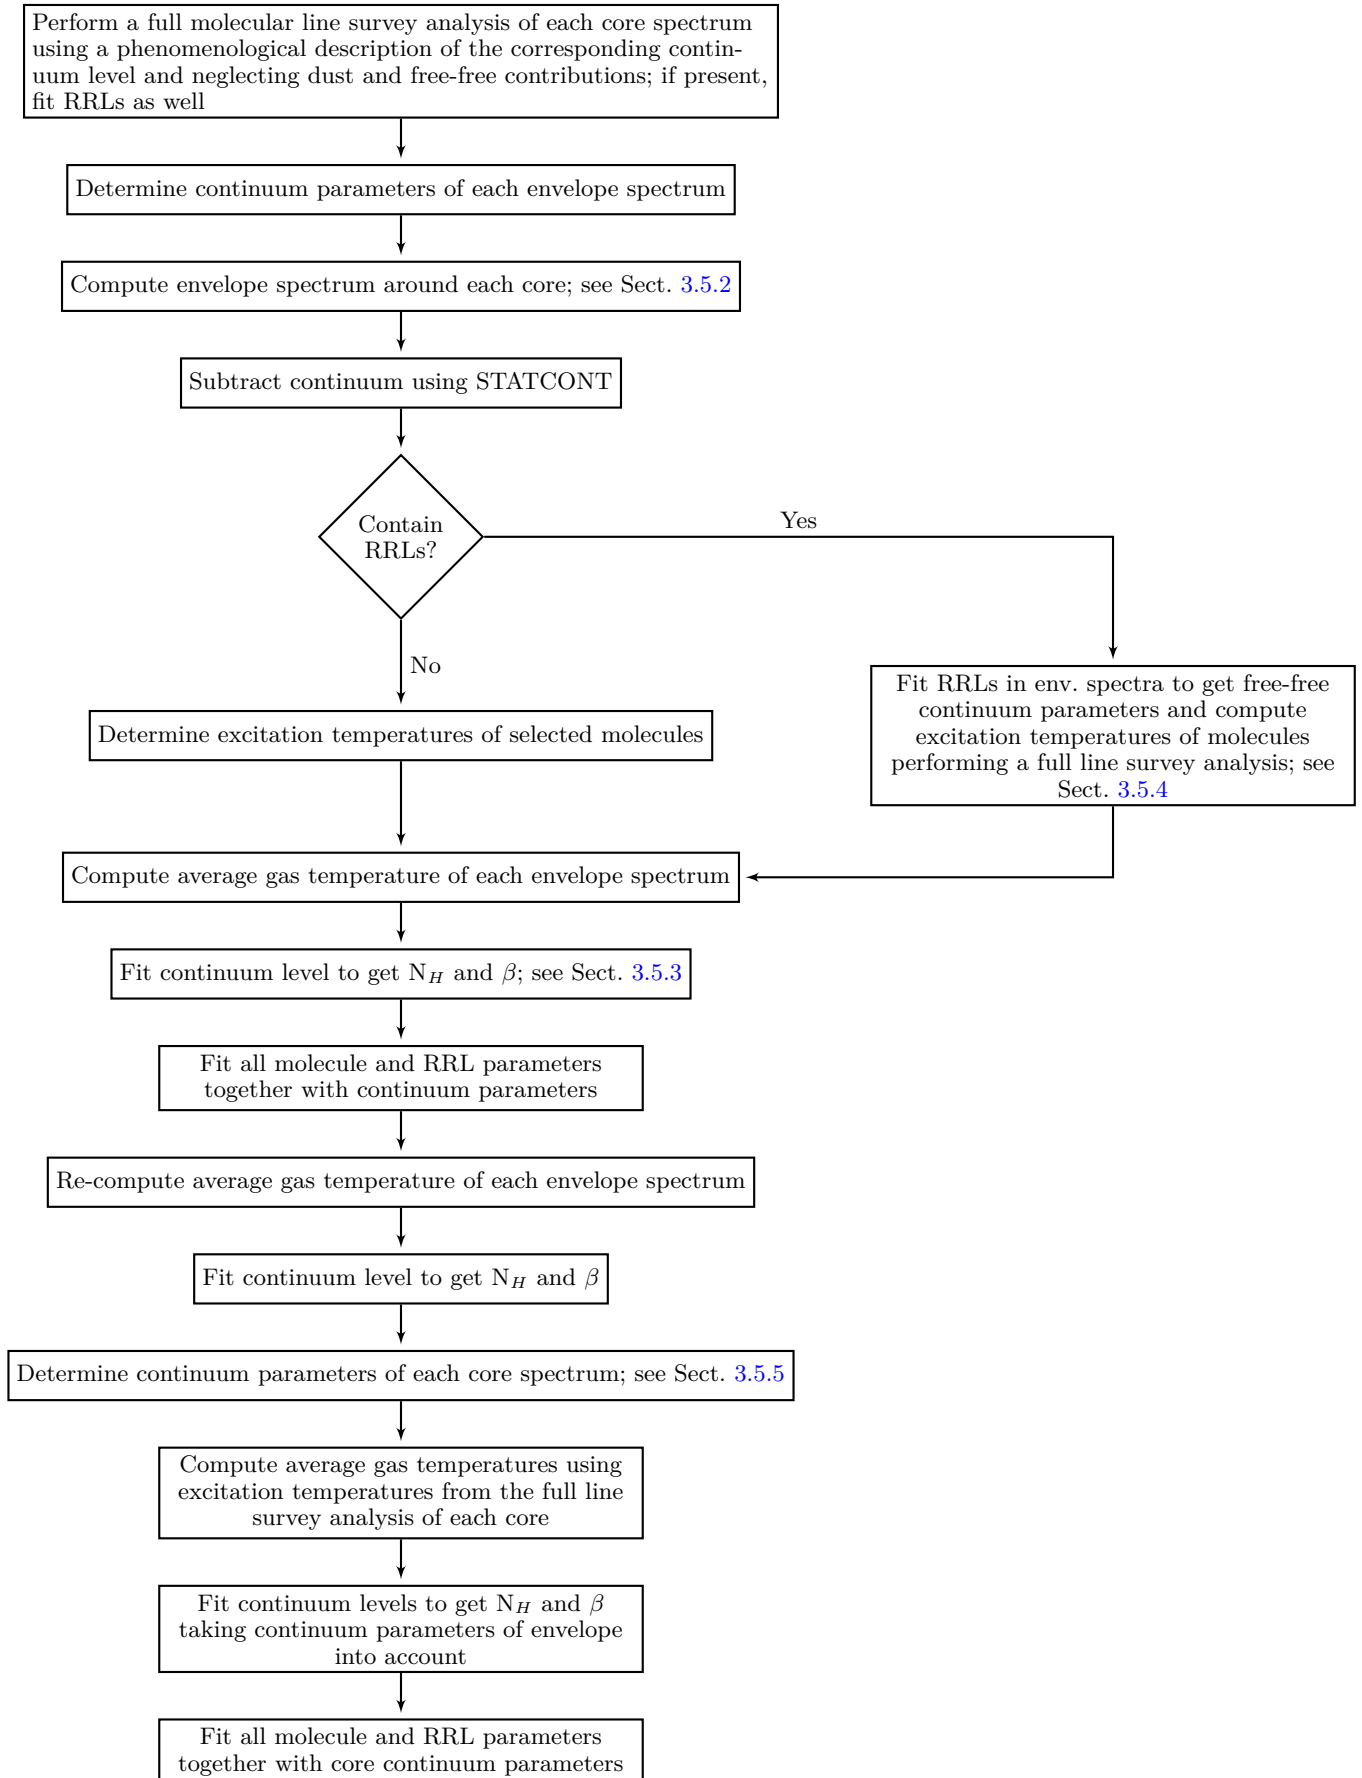 Perform a full molecular line survey analysis of each core spectrum
using a phenomenological description of the corresponding contin-
uum level and neglecting dust and free-free contributions; if present,
fit RRLs as well
Determine continuum parameters of each envelope spectrum
Compute envelope spectrum around each core; see Sect. 3.5.2
Subtract continuum using STATCONT
Contain
RRLs?
Yes
No
Fit RRLs in env. spectra to get free-free
continuum parameters and compute
excitation temperatures of molecules
performing a full line survey analysis; see
Sect. 3.5.4
Determine excitation temperatures of selected molecules
Compute average gas temperature of each envelope spectrum
Fit continuum level to get N_H and β; see Sect. 3.5.3
Fit all molecule and RRL parameters
together with continuum parameters
Re-compute average gas temperature of each envelope spectrum
Fit continuum level to get N_H and β
Determine continuum parameters of each core spectrum; see Sect. 3.5.5
Compute average gas temperatures using
excitation temperatures from the full line
survey analysis of each core
Fit continuum levels to get N_H and β
taking continuum parameters of envelope
into account
Fit all molecule and RRL parameters
together with core continuum parameters